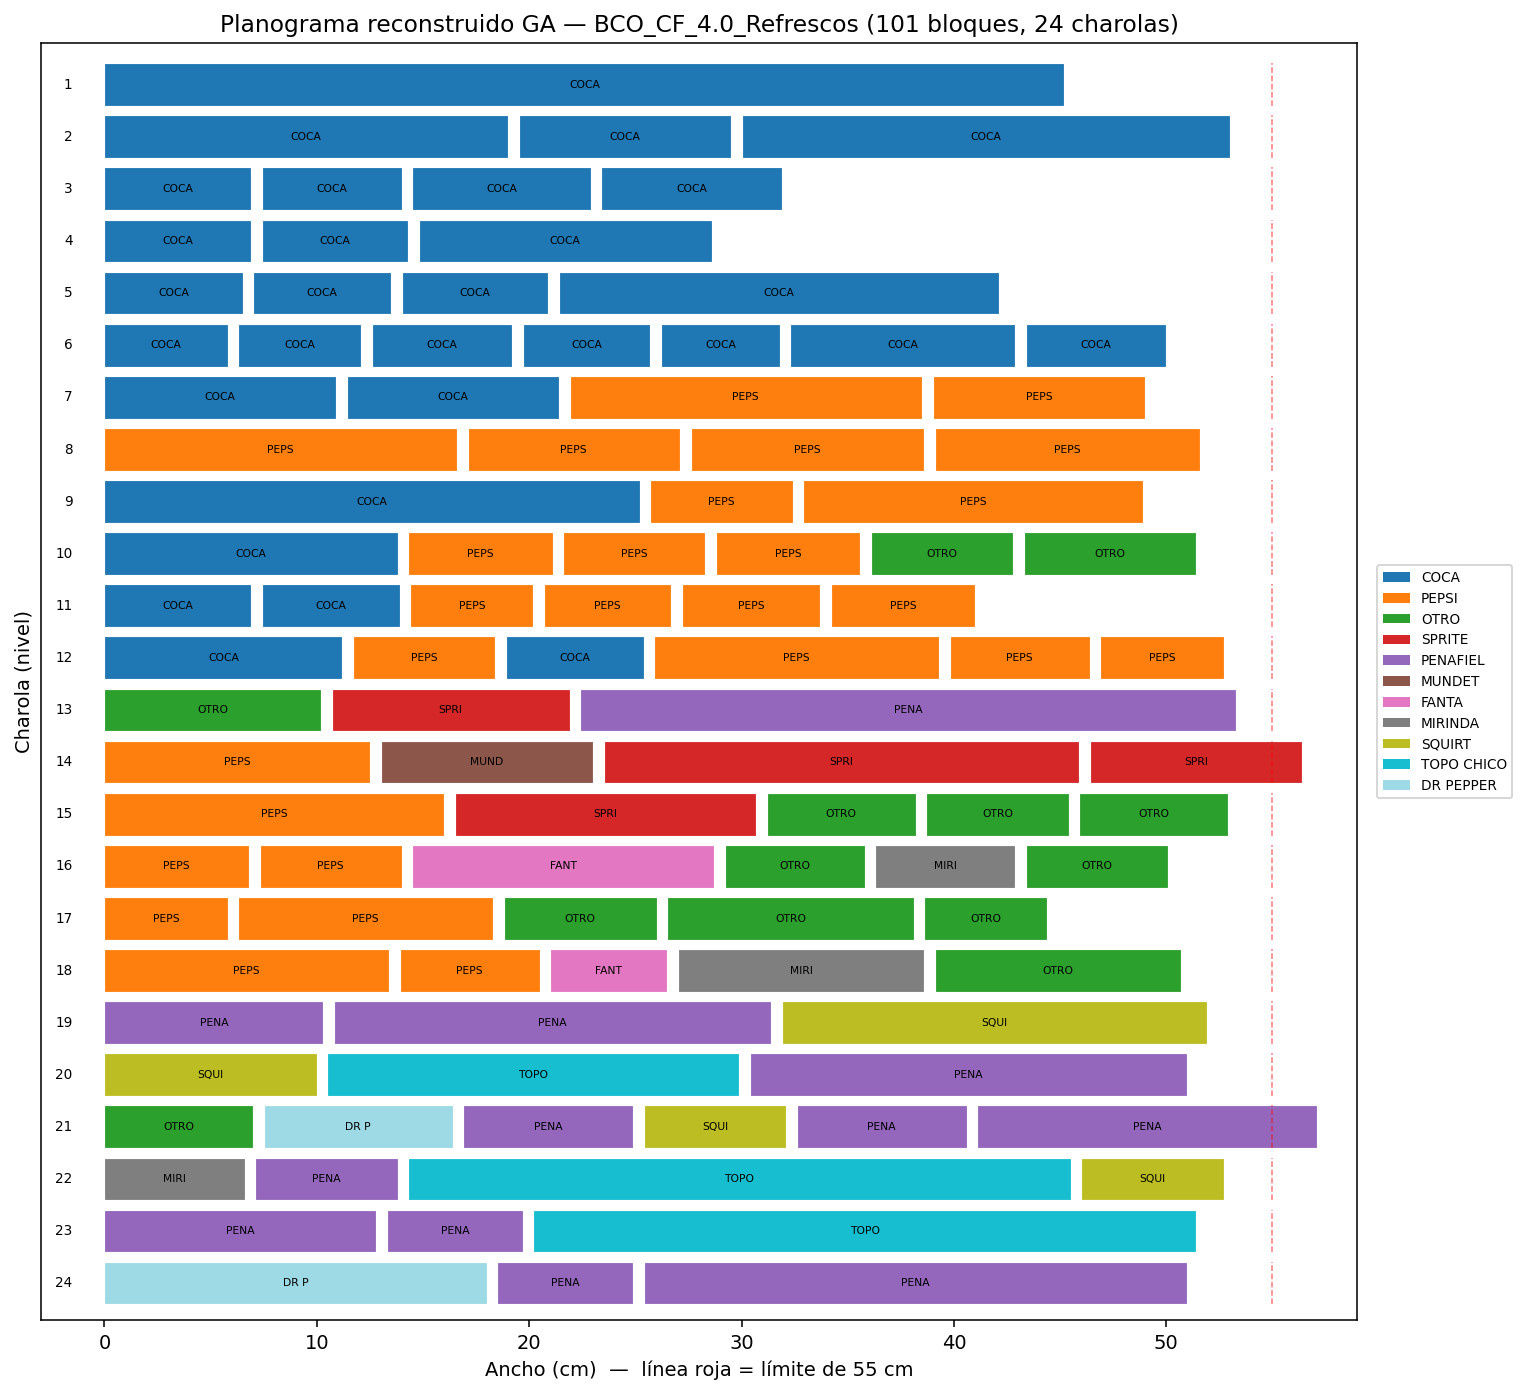 Planograma reconstruido GA — BCO_CF_4.0_Refrescos (101 bloques, 24 charolas)
Charola (nivel)
1 COCA
2 COCA COCA COCA
3 COCA COCA COCA COCA
4 COCA COCA COCA
5 COCA COCA COCA COCA
6 COCA COCA COCA COCA COCA COCA COCA
7 COCA COCA PEPS PEPS
8 PEPS PEPS PEPS PEPS
9 COCA PEPS PEPS
10 COCA PEPS PEPS PEPS OTRO OTRO
11 COCA COCA PEPS PEPS PEPS PEPS
12 COCA PEPS COCA PEPS PEPS PEPS
13 OTRO SPRI PENA
14 PEPS MUND SPRI SPRI
15 PEPS SPRI OTRO OTRO OTRO
16 PEPS PEPS FANT OTRO MIRI OTRO
17 PEPS PEPS OTRO OTRO OTRO
18 PEPS PEPS FANT MIRI OTRO
19 PENA PENA SQUI
20 SQUI TOPO PENA
21 OTRO DR P PENA SQUI PENA PENA
22 MIRI PENA TOPO SQUI
23 PENA PENA TOPO
24 DR P PENA PENA
0 10 20 30 40 50
Ancho (cm) — línea roja = límite de 55 cm
COCA
PEPSI
OTRO
SPRITE
PENAFIEL
MUNDET
FANTA
MIRINDA
SQUIRT
TOPO CHICO
DR PEPPER